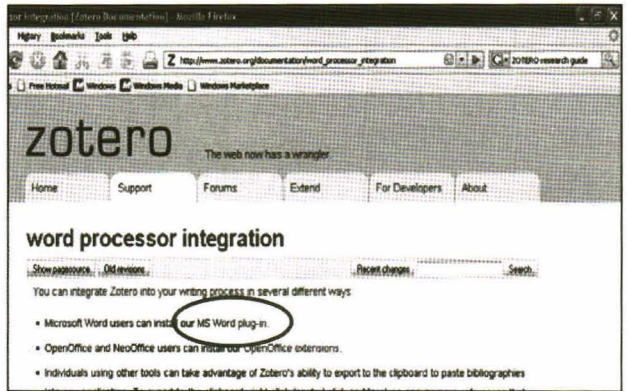 integration [Zotero Documentation] - Mozilla Firefox
History Bookmarks Tools Help
http://www.zotero.org/documentation/word_processor_integration
ZOTERO research guide
Free Hotmail Windows Windows Media Windows Marketplace
zotero
The web now has a wrangler
Home Support Forums Extend For Developers About
word processor integration
Show pagesource Old revisions Recent changes Search
You can integrate Zotero into your writing process in several different ways
▪ Microsoft Word users can install our MS Word plug-in.
▪ OpenOffice and NeoOffice users can install our OpenOffice extensions.
▪ Individuals using other tools can take advantage of Zotero's ability to export to the clipboard to paste bibliographies